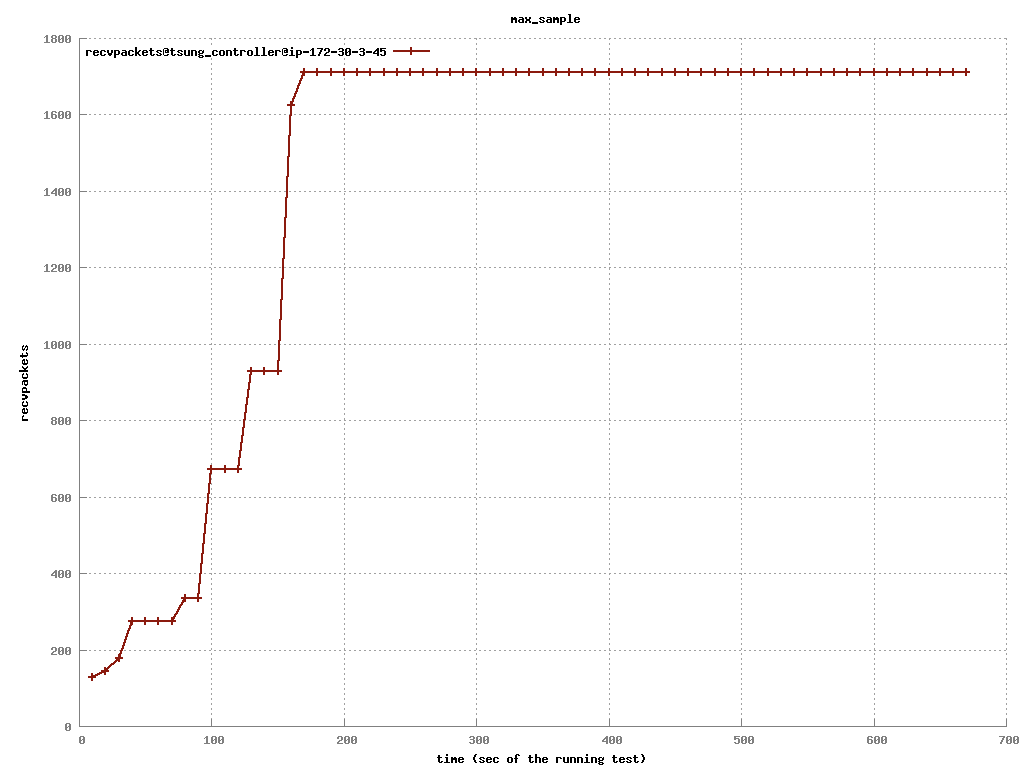 max_sample
1800
recvpackets@tsung_controller@ip-172-30-3-45
1600
1400
1200
1000
800
600
400
200
0
recvpackets
0 100 200 300 400 500 600 700
time (sec of the running test)